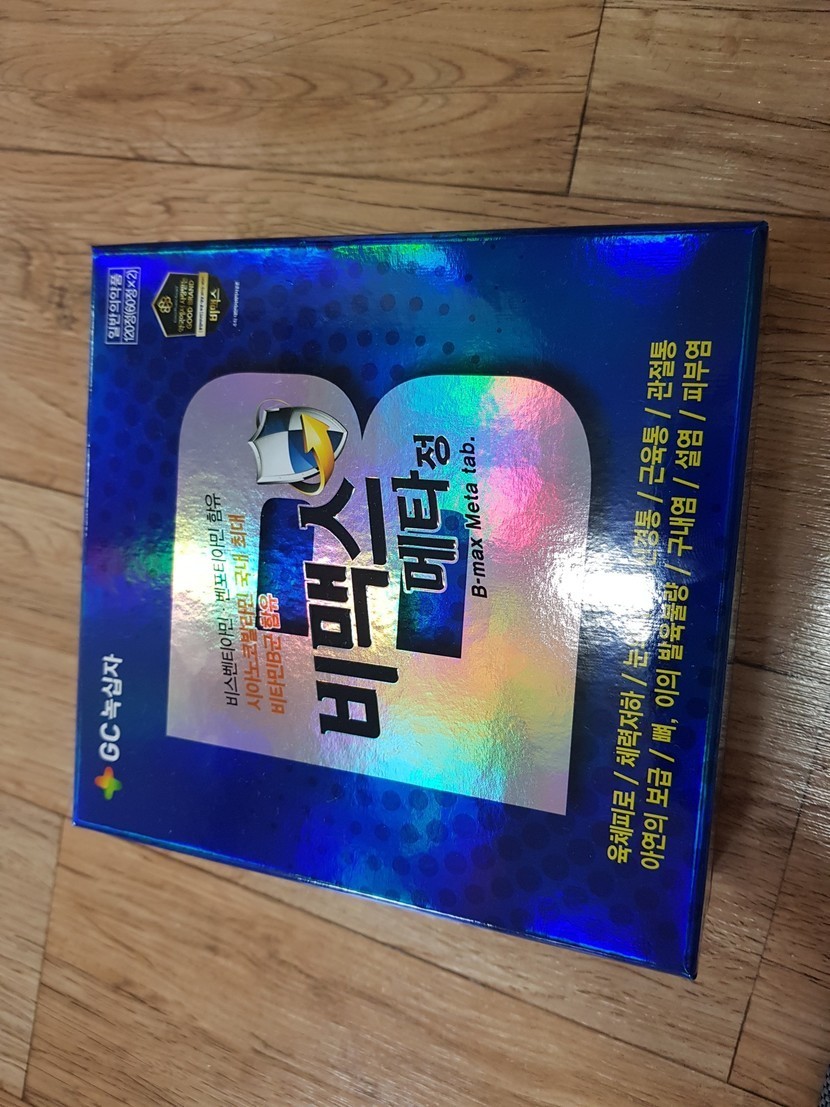 GC녹십자
일반의약품
120정(60정×2)
GOOD BRAND
비맥스
비스벤티아민, 벤포티아민 함유
시아노코발라민 국내 최대
비타민B군 함유
비맥스
메타정
B-max Meta tab.
육체피로 / 체력저하 / 눈의 신경통 / 근육통 / 관절통
아연의 보급 / 뼈, 이의 발육불량 / 구내염 / 설염 / 피부염